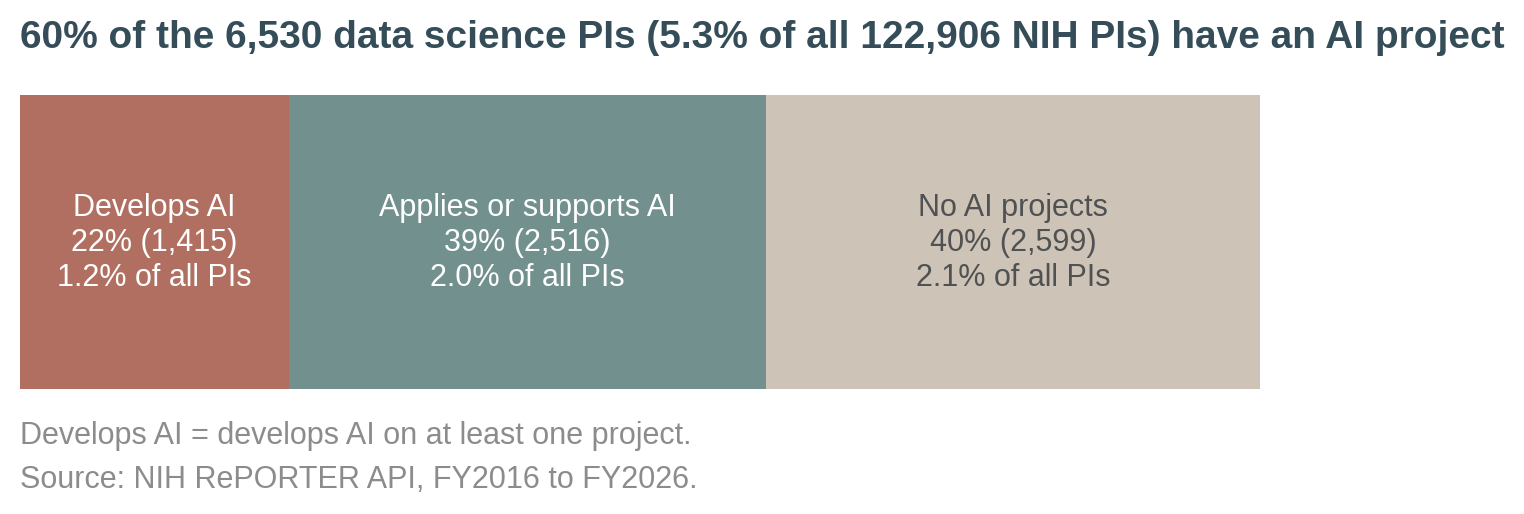 60% of the 6,530 data science PIs (5.3% of all 122,906 NIH PIs) have an AI project
Develops AI
22% (1,415)
1.2% of all PIs
Applies or supports AI
39% (2,516)
2.0% of all PIs
No AI projects
40% (2,599)
2.1% of all PIs
Develops AI = develops AI on at least one project.
Source: NIH RePORTER API, FY2016 to FY2026.